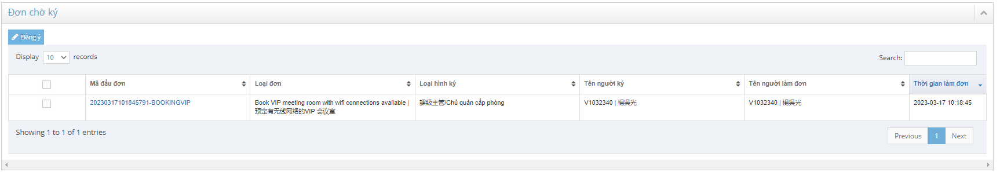 Đơn chờ ký
Đồng ý
Display 10 records
Search:
Mã đầu đơn
Loại đơn
Loại hình ký
Tên người ký
Tên người làm đơn
Thời gian làm đơn
20230317101845791-BOOKINGVIP
Book VIP meeting room with wifi connections available |
预定有无线网络的VIP 会议室
課級主管/Chủ quản cấp phòng
V1032340 | 楊吳光
V1032340 | 楊吳光
2023-03-17 10:18:45
Showing 1 to 1 of 1 entries
Previous 1 Next